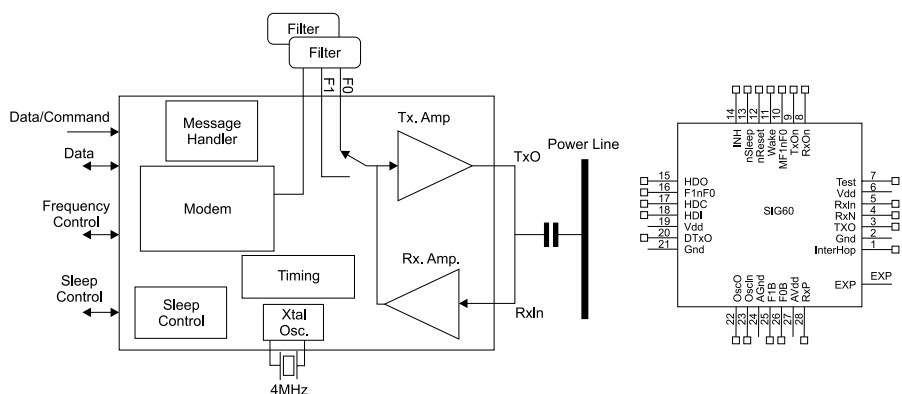 Filter
Filter
F1
F0
Data/Command
Message
Handler
Tx. Amp
TxO
Power Line
Data
Modem
Frequency
Control
Timing
Rx. Amp.
RxIn
Sleep
Control
Sleep
Control
Xtal
Osc.
4MHz
14 13 12 11 10 9 8
INH nSleep nReset Wake MF1nF0 TxOn RxOn
15 HDO
16 F1nF0
17 HDC
18 HDI
19 Vdd
20 DTxO
21 Gnd
SIG60
Test 7
Vdd 6
RxIn 5
RxN 4
TXO 3
Gnd 2
InterHop 1
EXP EXP
OscO OscIn AGnd F1B F0B AVdd RxP
22 23 24 25 26 27 28